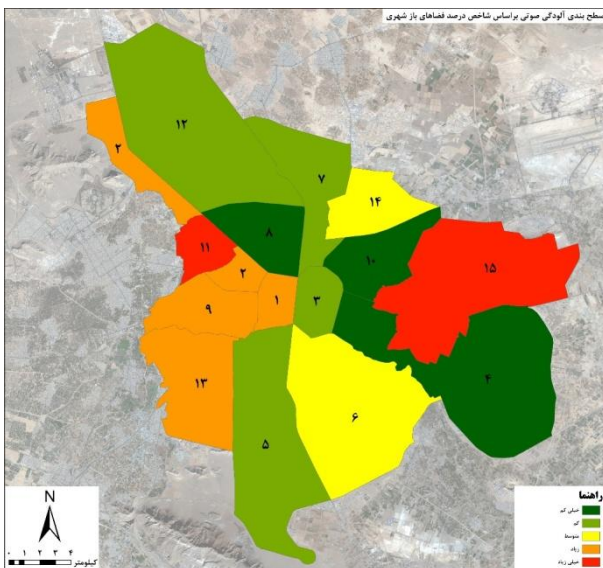 سطح بندی آلودگی صوتی براساس شاخص درصد فضاهای باز شهری
۱۲
۲
۷
۱۴
۸
۱۱
۱۰
۱۵
۲
۹
۱
۳
۱۳
۴
۶
۵
N
۰ ۱ ۲ ۳ ۴
کیلومتر
راهنما
خیلی کم
کم
متوسط
زیاد
خیلی زیاد